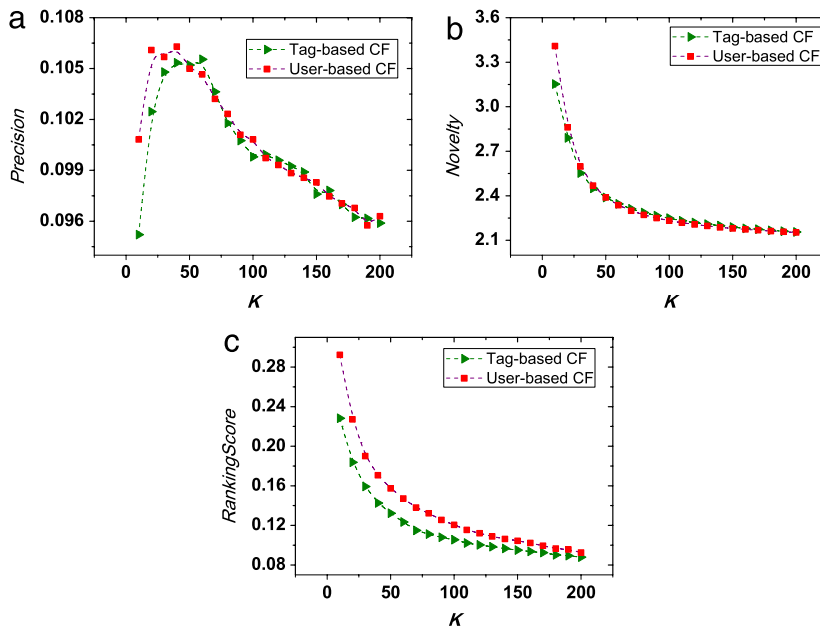 a
0.108
0.105
0.102
0.099
0.096
Precision
Tag-based CF
User-based CF
0
50
100
150
200
K
b
3.6
3.3
3.0
2.7
2.4
2.1
Novelty
Tag-based CF
User-based CF
0
50
100
150
200
K
c
0.28
0.24
0.20
0.16
0.12
0.08
RankingScore
Tag-based CF
User-based CF
0
50
100
150
200
K